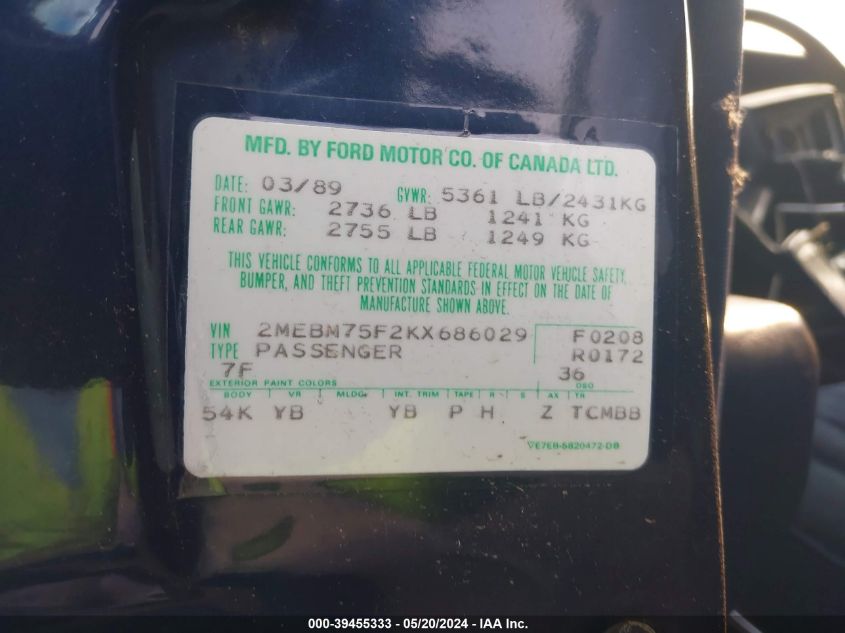 MFD. BY FORD MOTOR CO. OF CANADA LTD.
DATE: 03/89 GVWR: 5361 LB/2431KG
FRONT GAWR: 2736 LB 1241 KG
REAR GAWR: 2755 LB 1249 KG
THIS VEHICLE CONFORMS TO ALL APPLICABLE FEDERAL MOTOR VEHICLE SAFETY,
BUMPER, AND THEFT PREVENTION STANDARDS IN EFFECT ON THE DATE OF
MANUFACTURE SHOWN ABOVE.
VIN 2MEBM75F2KX686029 F0208
TYPE PASSENGER R0172
7F 36
EXTERIOR PAINT COLORS DSO
BODY VR MLDG INT. TRIM TAPE R S AX TR
54K YB YB P H Z TCMBB
E7EB-5820472-DB
000-39455333 - 05/20/2024 - IAA Inc.